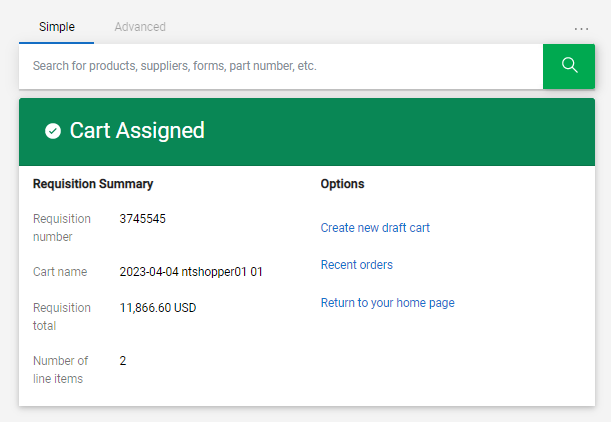 Simple Advanced ...
Search for products, suppliers, forms, part number, etc.
Cart Assigned
Requisition Summary
Requisition number 3745545
Cart name 2023-04-04 ntshopper01 01
Requisition total 11,866.60 USD
Number of line items 2
Options
Create new draft cart
Recent orders
Return to your home page